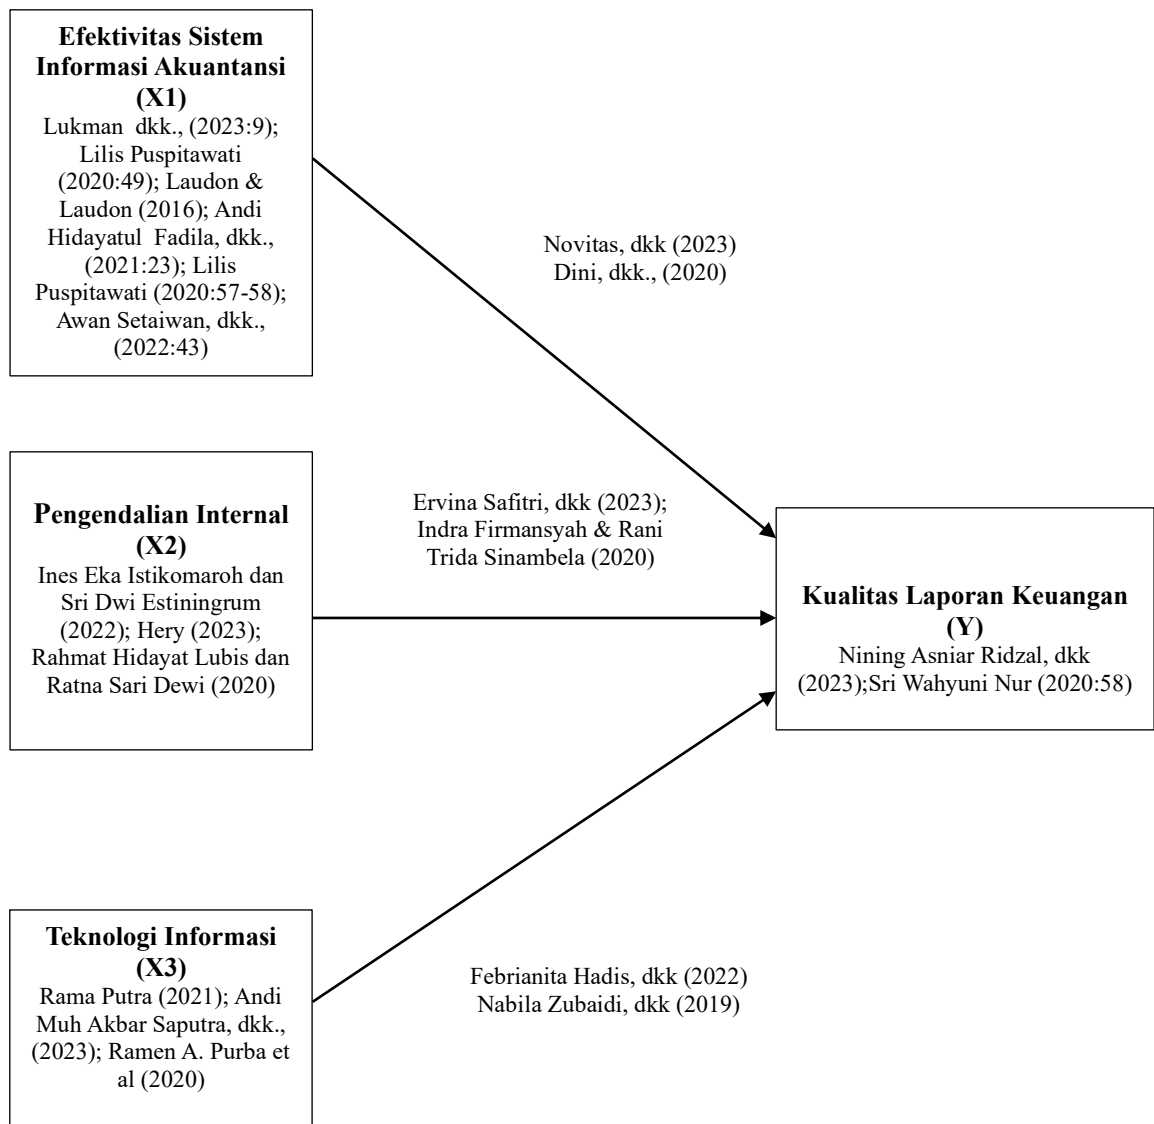 Efektivitas Sistem
Informasi Akuantansi
(X1)
Lukman dkk., (2023:9);
Lilis Puspitawati
(2020:49); Laudon &
Laudon (2016); Andi
Hidayatul Fadila, dkk.,
(2021:23); Lilis
Puspitawati (2020:57-58);
Awan Setaiwan, dkk.,
(2022:43)
Novitas, dkk (2023)
Dini, dkk., (2020)
Pengendalian Internal
(X2)
Ines Eka Istikomaroh dan
Sri Dwi Estiningrum
(2022); Hery (2023);
Rahmat Hidayat Lubis dan
Ratna Sari Dewi (2020)
Ervina Safitri, dkk (2023);
Indra Firmansyah & Rani
Trida Sinambela (2020)
Kualitas Laporan Keuangan
(Y)
Nining Asniar Ridzal, dkk
(2023);Sri Wahyuni Nur (2020:58)
Teknologi Informasi
(X3)
Rama Putra (2021); Andi
Muh Akbar Saputra, dkk.,
(2023); Ramen A. Purba et
al (2020)
Febrianita Hadis, dkk (2022)
Nabila Zubaidi, dkk (2019)